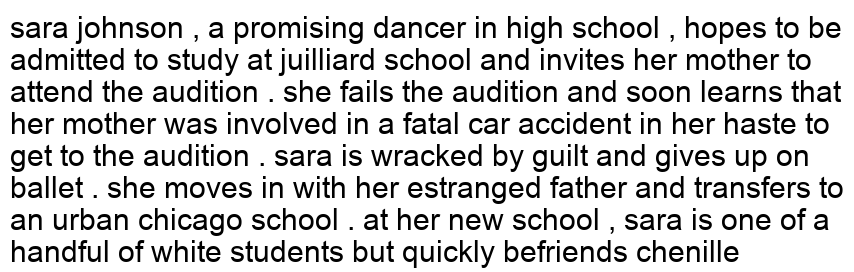 sara johnson , a promising dancer in high school , hopes to be
admitted to study at juilliard school and invites her mother to
attend the audition . she fails the audition and soon learns that
her mother was involved in a fatal car accident in her haste to
get to the audition . sara is wracked by guilt and gives up on
ballet . she moves in with her estranged father and transfers to
an urban chicago school . at her new school , sara is one of a
handful of white students but quickly befriends chenille